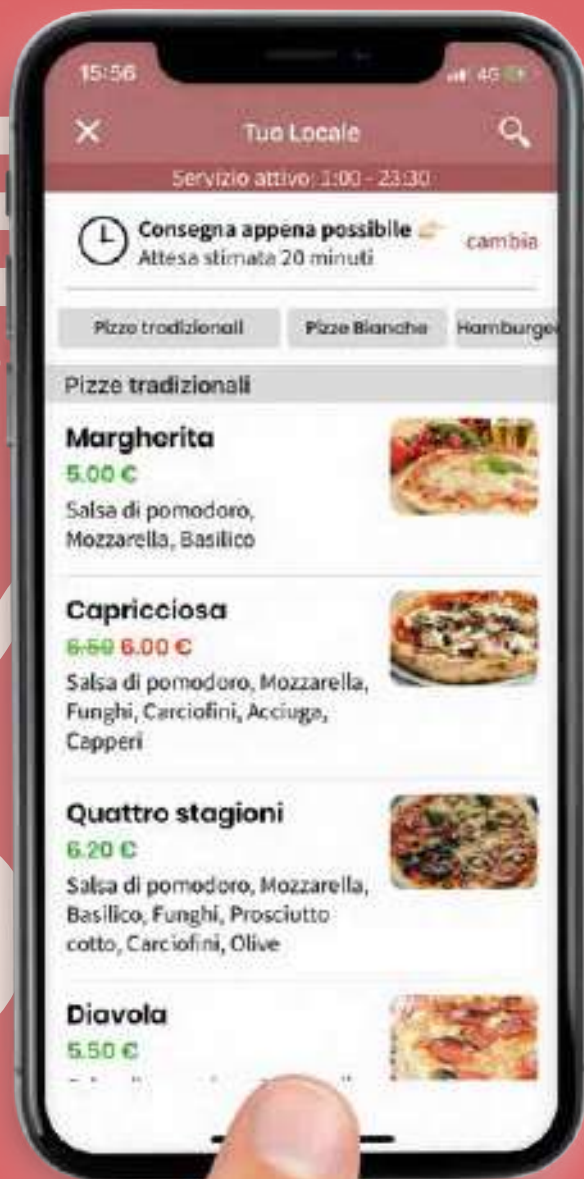 15:56
4G
Tuo Locale
Servizio attivo: 1:00 - 23:30
Consegna appena possibile
cambia
Attesa stimata 20 minuti
Pizze tradizionali
Pizze Bianche
Hamburger
Pizze tradizionali
Margherita
5.00 €
Salsa di pomodoro,
Mozzarella, Basilico
Capricciosa
6.50 6.00 €
Salsa di pomodoro, Mozzarella,
Funghi, Carciofini, Acciuga,
Capperi
Quattro stagioni
6.20 €
Salsa di pomodoro, Mozzarella,
Basilico, Funghi, Prosciutto
cotto, Carciofini, Olive
Diavola
5.50 €